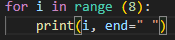 for i in range (8):
    print(i, end=" ")